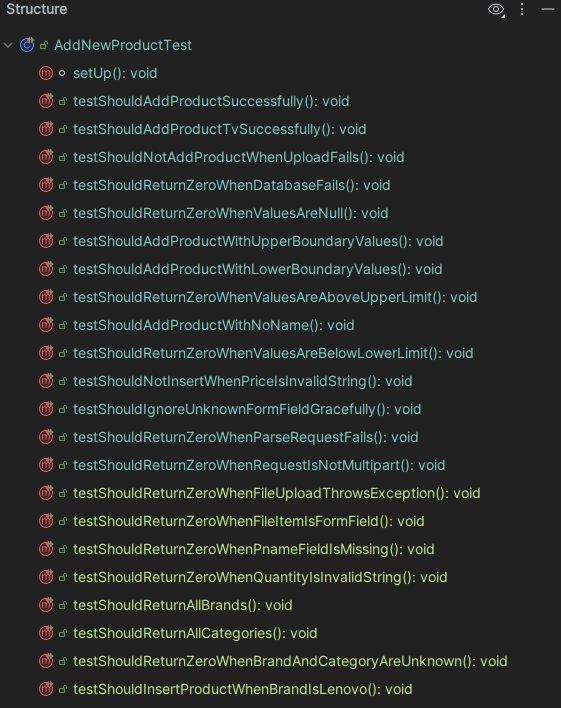 Structure
AddNewProductTest
setUp(): void
testShouldAddProductSuccessfully(): void
testShouldAddProductTvSuccessfully(): void
testShouldNotAddProductWhenUploadFails(): void
testShouldReturnZeroWhenDatabaseFails(): void
testShouldReturnZeroWhenValuesAreNull(): void
testShouldAddProductWithUpperBoundaryValues(): void
testShouldAddProductWithLowerBoundaryValues(): void
testShouldReturnZeroWhenValuesAreAboveUpperLimit(): void
testShouldAddProductWithNoName(): void
testShouldReturnZeroWhenValuesAreBelowLowerLimit(): void
testShouldNotInsertWhenPriceIsInvalidString(): void
testShouldIgnoreUnknownFormFieldGracefully(): void
testShouldReturnZeroWhenParseRequestFails(): void
testShouldReturnZeroWhenRequestIsNotMultipart(): void
testShouldReturnZeroWhenFileUploadThrowsException(): void
testShouldReturnZeroWhenFileItemIsFormField(): void
testShouldReturnZeroWhenPnameFieldIsMissing(): void
testShouldReturnZeroWhenQuantityIsInvalidString(): void
testShouldReturnAllBrands(): void
testShouldReturnAllCategories(): void
testShouldReturnZeroWhenBrandAndCategoryAreUnknown(): void
testShouldInsertProductWhenBrandIsLenovo(): void